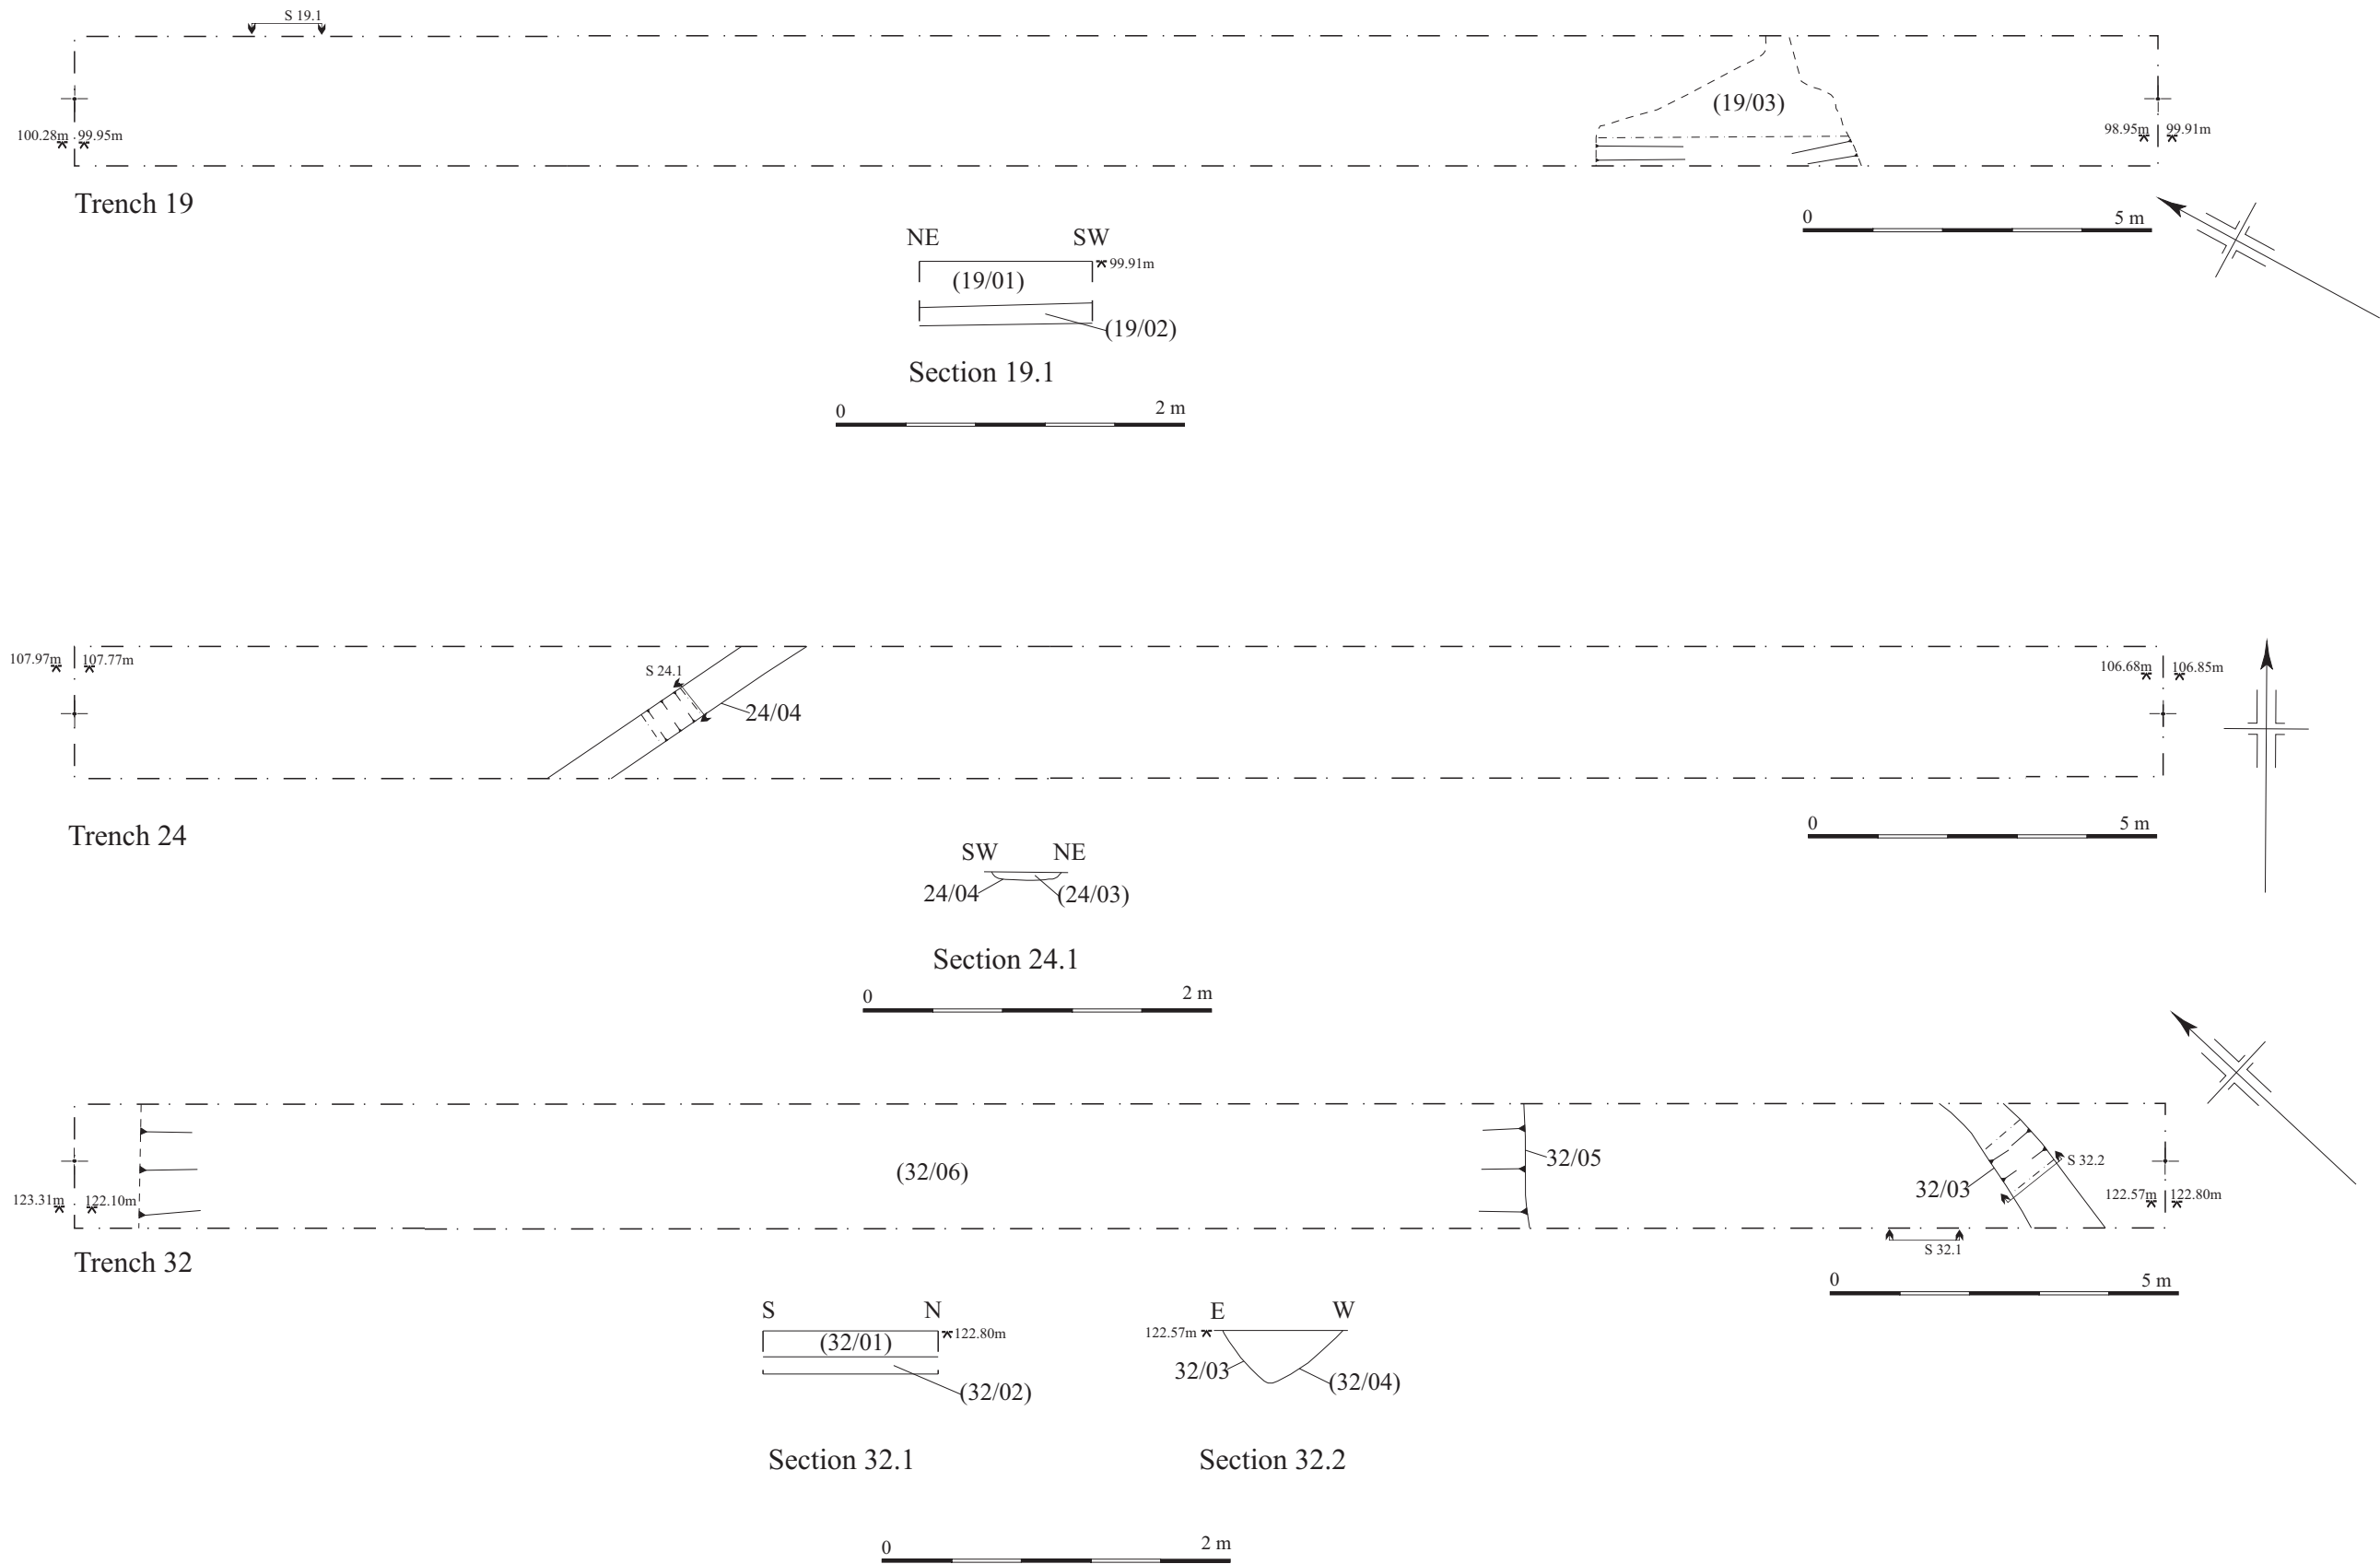 S 19.1
(19/03)
100.28m 99.95m
98.95m 99.91m
Trench 19
0 5 m
NE SW
99.91m
(19/01)
(19/02)
Section 19.1
0 2 m
107.97m 107.77m
S 24.1
106.68m 106.85m
24/04
Trench 24
0 5 m
SW NE
24/04 (24/03)
Section 24.1
0 2 m
32/05
(32/06)
S 32.2
32/03
123.31m 122.10m
122.57m 122.80m
S 32.1
Trench 32
0 5 m
S N
122.80m
(32/01)
(32/02)
Section 32.1
E W
122.57m
32/03
(32/04)
Section 32.2
0 2 m